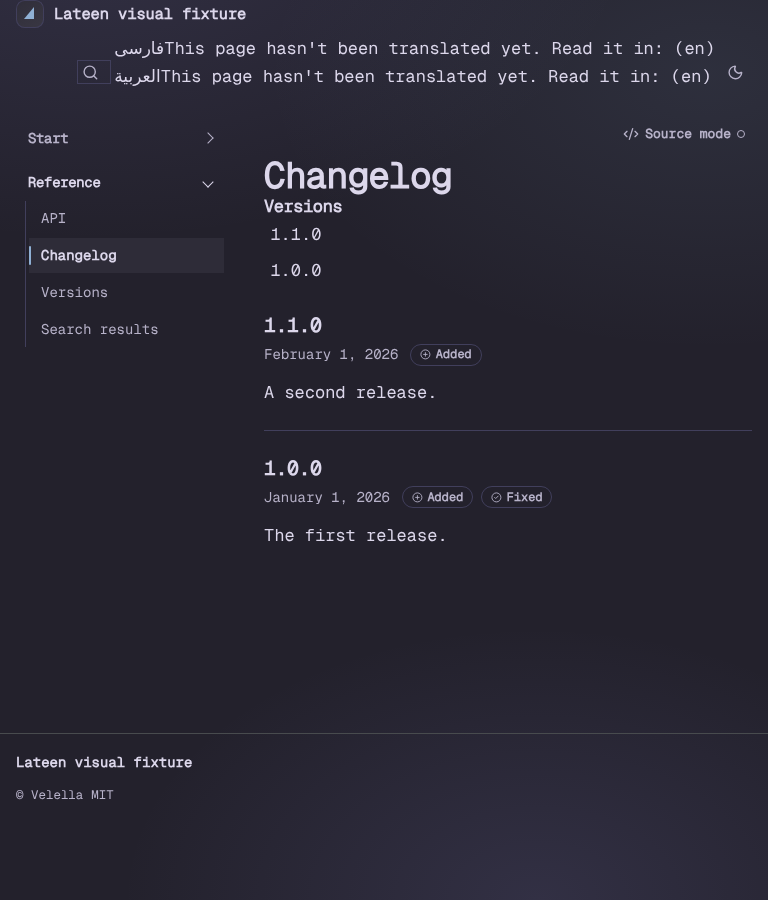 Lateen visual fixture
فارسیThis page hasn't been translated yet. Read it in: (en)
العربيةThis page hasn't been translated yet. Read it in: (en)
Source mode
Start
Reference
API
Changelog
Versions
Search results
Changelog
Versions
1.1.0
1.0.0
1.1.0
February 1, 2026 Added
A second release.
1.0.0
January 1, 2026 Added Fixed
The first release.
Lateen visual fixture
© Velella MIT